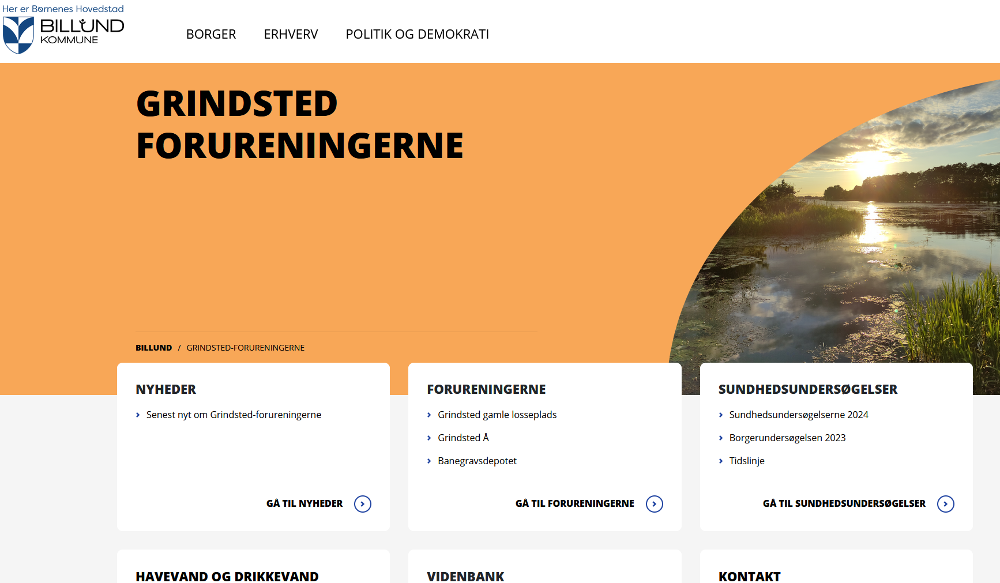 Her er Børnenes Hovedstad
BILLUND
KOMMUNE
BORGER
ERHVERV
POLITIK OG DEMOKRATI
GRINDSTED
FORURENINGERNE
BILLUND / GRINDSTED-FORURENINGERNE
NYHEDER
Senest nyt om Grindsted-forureningerne
GÅ TIL NYHEDER
FORURENINGERNE
Grindsted gamle losseplads
Grindsted Å
Banegravsdepotet
GÅ TIL FORURENINGERNE
SUNDHEDSUNDERSØGELSER
Sundhedsundersøgelserne 2024
Borgerundersøgelsen 2023
Tidslinje
GÅ TIL SUNDHEDSUNDERSØGELSER
HAVEVAND OG DRIKKEVAND
VIDENBANK
KONTAKT